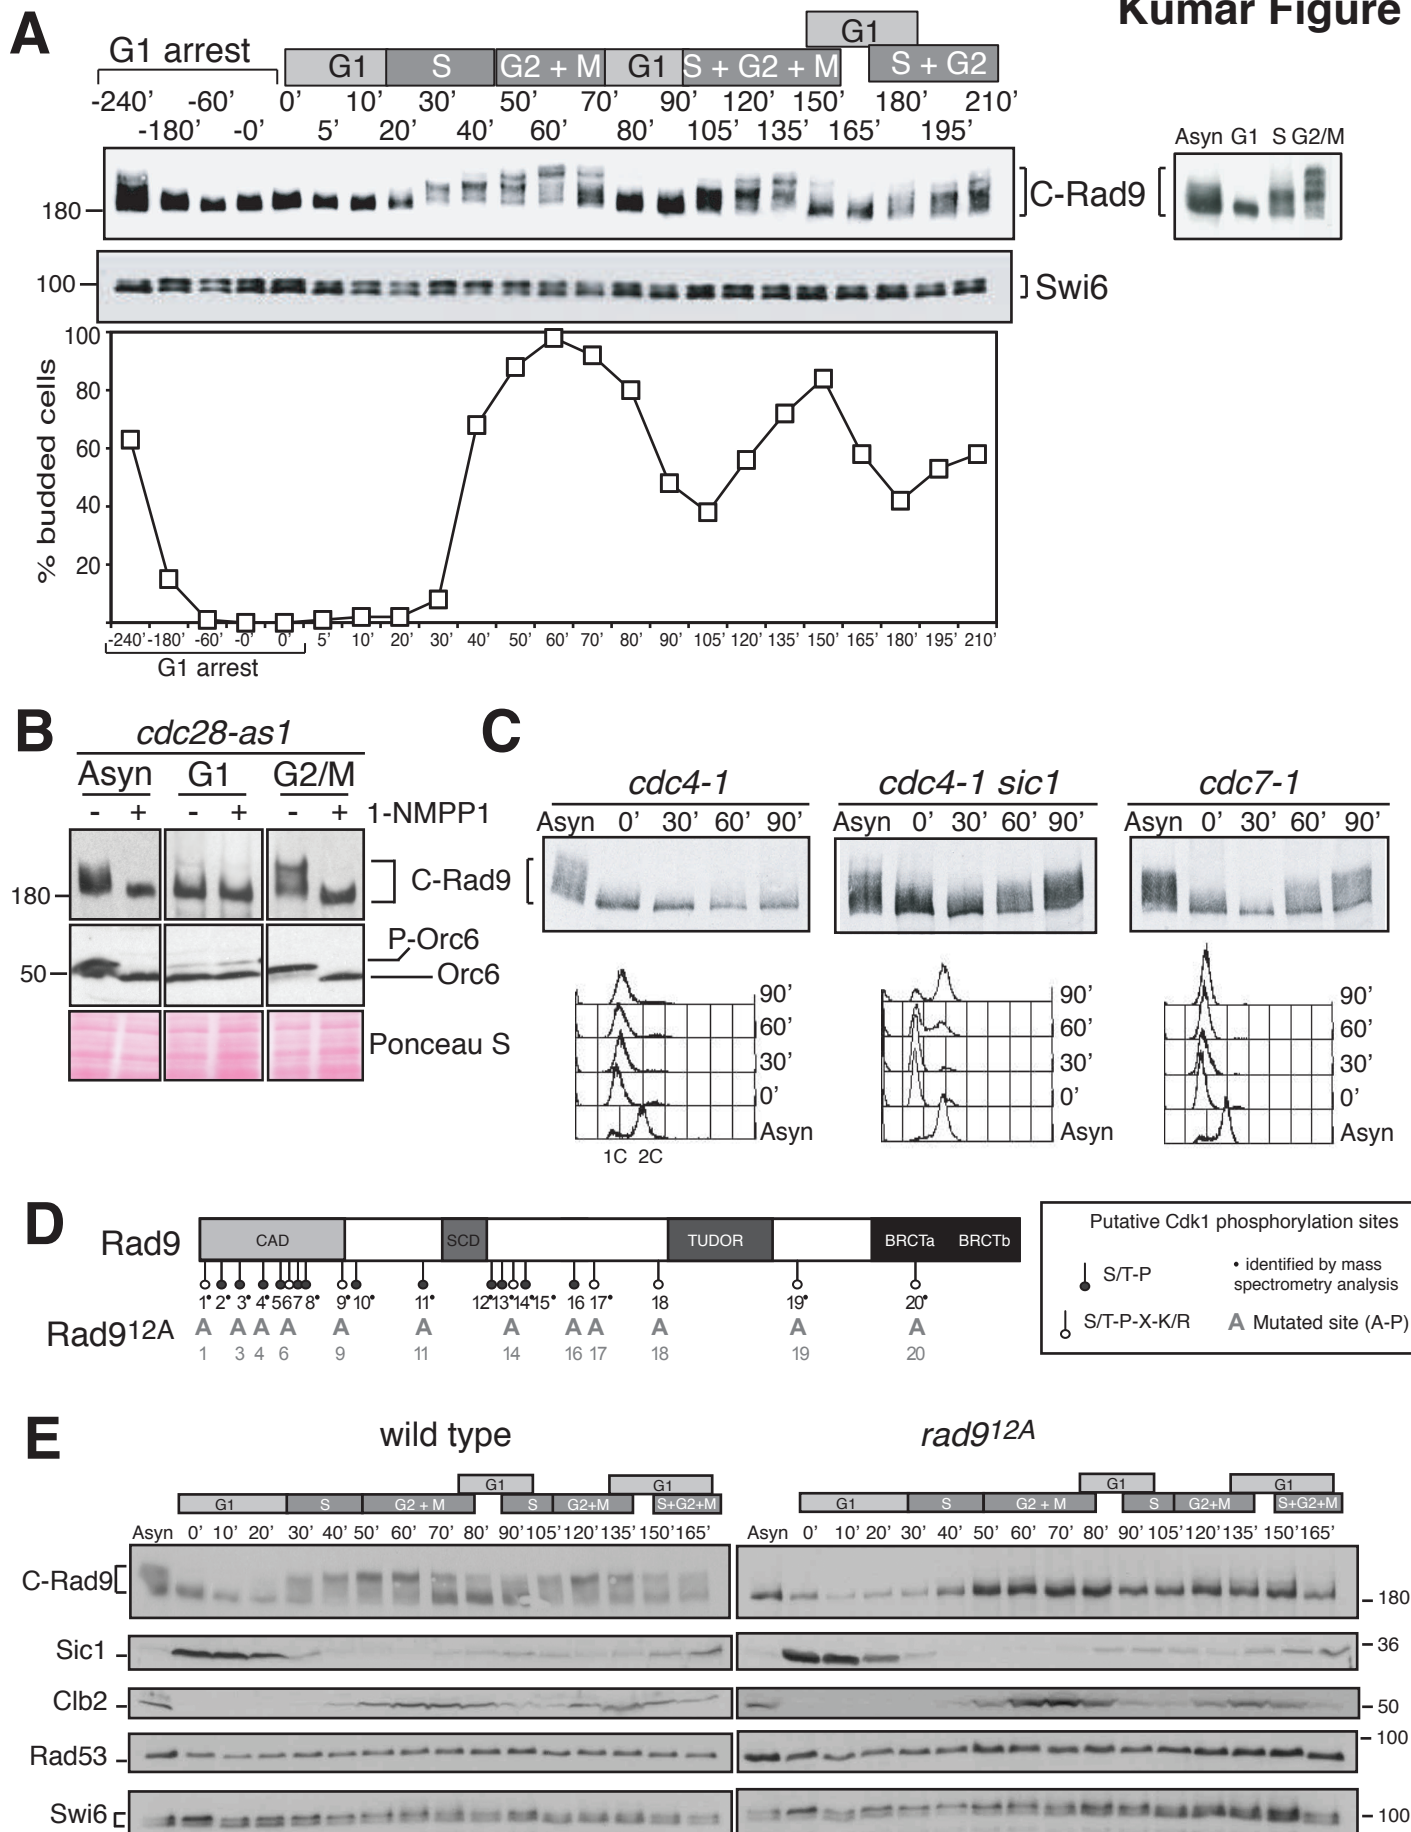 Kumar Figure
A
G1 arrest
G1
G1 S G2 + M G1 S + G2 + M S + G2
-240’ -60’ 0’ 10’ 30’ 50’ 70’ 90’ 120’ 150’ 180’ 210’
-180’ -0’ 5’ 20’ 40’ 60’ 80’ 105’ 135’ 165’ 195’
Asyn G1 S G2/M
180
C-Rad9
100
Swi6
% budded cells
100
80
60
40
20
-240’ -180’ -60’ -0’ 0’ 5’ 10’ 20’ 30’ 40’ 50’ 60’ 70’ 80’ 90’ 105’ 120’ 135’ 150’ 165’ 180’ 195’ 210’
G1 arrest
B
cdc28-as1
Asyn G1 G2/M
- + - + - + 1-NMPP1
180
C-Rad9
P-Orc6
50
Orc6
Ponceau S
C
cdc4-1 cdc4-1 sic1 cdc7-1
Asyn 0’ 30’ 60’ 90’ Asyn 0’ 30’ 60’ 90’ Asyn 0’ 30’ 60’ 90’
90’ 90’ 90’
60’ 60’ 60’
30’ 30’ 30’
0’ 0’ 0’
Asyn Asyn Asyn
1C 2C
D
Rad9
CAD SCD TUDOR BRCTa BRCTb
1• 2• 3• 4• 5 6 7 8• 9• 10• 11• 12• 13• 14• 15• 16 17• 18 19• 20•
Rad9 12A
A A A A A A A A A A A A
1 3 4 6 9 11 14 16 17 18 19 20
Putative Cdk1 phosphorylation sites
S/T-P
• identified by mass
spectrometry analysis
S/T-P-X-K/R
A Mutated site (A-P)
E
wild type rad9 12A
G1 G1 G1 G1
G1 S G2 + M S G2+M S+G2+M G1 S G2 + M S G2+M S+G2+M
Asyn 0’ 10’ 20’ 30’ 40’ 50’ 60’ 70’ 80’ 90’ 105’ 120’ 135’ 150’ 165’ Asyn 0’ 10’ 20’ 30’ 40’ 50’ 60’ 70’ 80’ 90’ 105’ 120’ 135’ 150’ 165’
C-Rad9
180
Sic1
36
Clb2
50
Rad53
100
Swi6
100